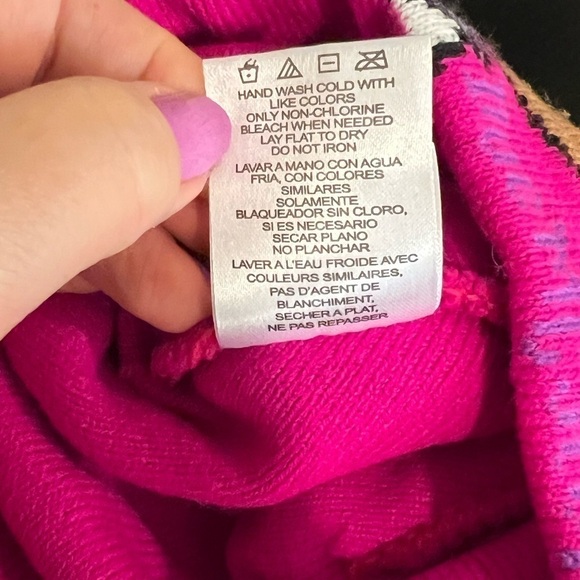 HAND WASH COLD WITH
LIKE COLORS
ONLY NON-CHLORINE
BLEACH WHEN NEEDED
LAY FLAT TO DRY
DO NOT IRON
LAVAR A MANO CON AGUA
FRIA, CON COLORES
SIMILARES
SOLAMENTE
BLAQUEADOR SIN CLORO,
SI ES NECESARIO
SECAR PLANO
NO PLANCHAR
LAVER A L'EAU FROIDE AVEC
COULEURS SIMILAIRES,
PAS D'AGENT DE
BLANCHIMENT,
SECHER A PLAT,
NE PAS REPASSER